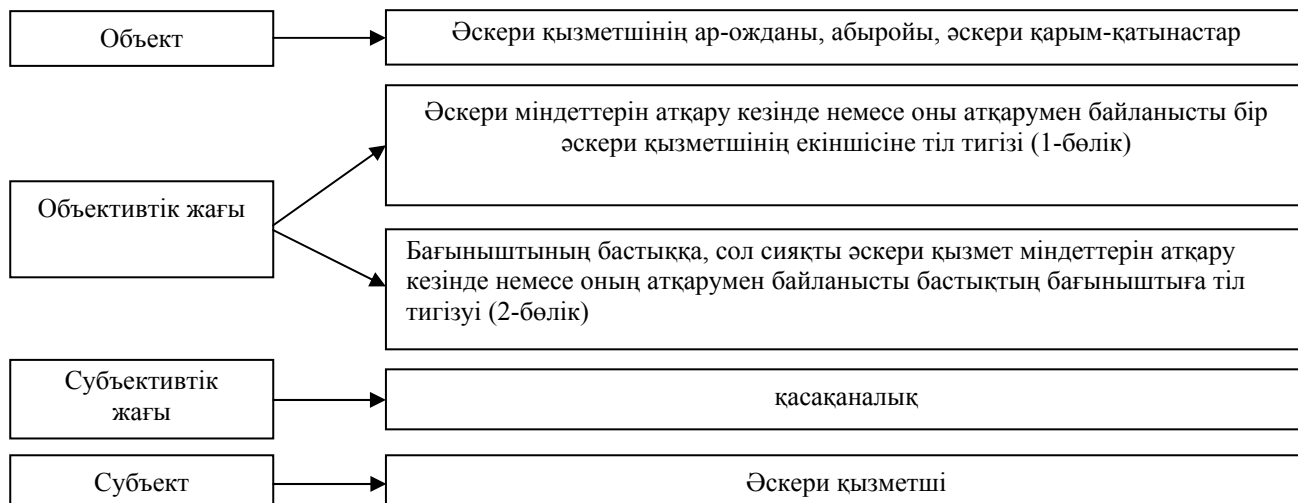 Объект
Әскери қызметшінің ар-ожданы, абыройы, әскери қарым-қатынастар
Объективтік жағы
Әскери міндеттерін атқару кезінде немесе оны атқарумен байланысты бір
әскери қызметшінің екіншісіне тіл тигізі (1-бөлік)
Бағыныштының бастыққа, сол сияқты әскери қызмет міндеттерін атқару
кезінде немесе оның атқарумен байланысты бастықтың бағыныштыға тіл
тигізуі (2-бөлік)
Субъективтік
жағы
қасақаналық
Субъект
Әскери қызметші